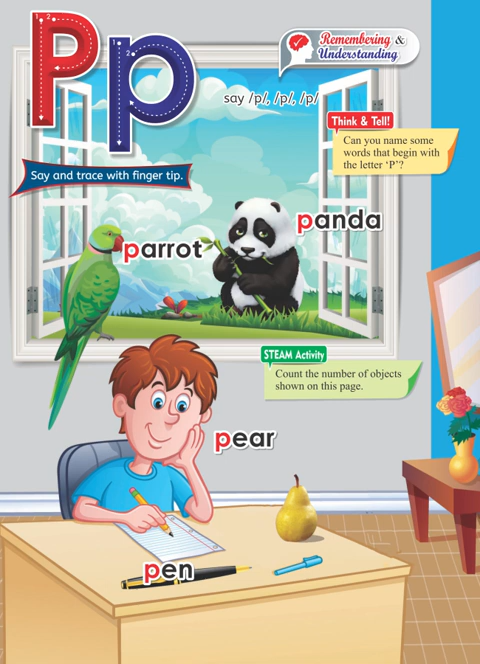 Pp
Remembering &
Understanding
say /p/, /p/, /p/
Think & Tell!
Can you name some
words that begin with
the letter ‘P’?
Say and trace with finger tip.
panda
parrot
STEAM Activity
Count the number of objects
shown on this page.
pear
pen